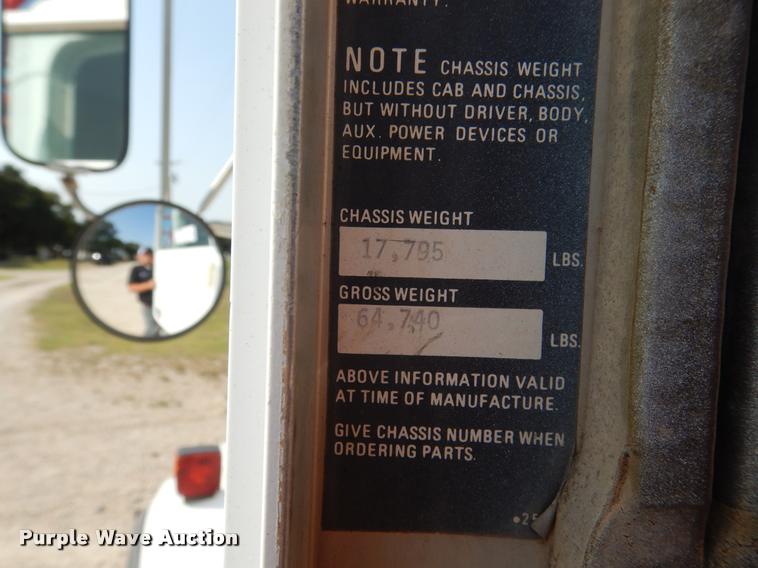 WARRANTY.
NOTE CHASSIS WEIGHT
INCLUDES CAB AND CHASSIS,
BUT WITHOUT DRIVER, BODY,
AUX. POWER DEVICES OR
EQUIPMENT.
CHASSIS WEIGHT
17,795 LBS.
GROSS WEIGHT
64,740 LBS.
ABOVE INFORMATION VALID
AT TIME OF MANUFACTURE.
GIVE CHASSIS NUMBER WHEN
ORDERING PARTS.
Purple Wave Auction